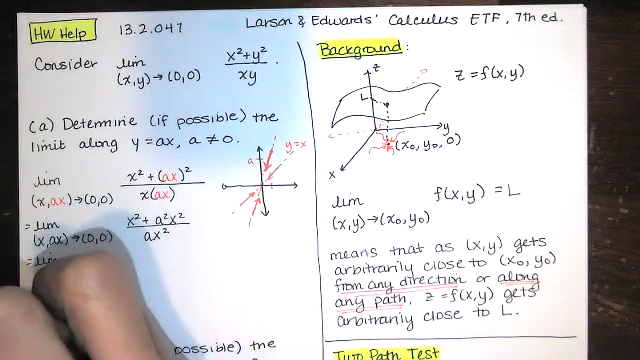 HW Help 13.2.047 Larson & Edwards' Calculus ETF, 7th ed.
Consider lim (x,y)→(0,0) x²+y² / xy .
(a) Determine (if possible) the
limit along y=ax, a≠0.
lim (x,ax)→(0,0) x²+(ax)² / x(ax)
= lim (x,ax)→(0,0) x²+a²x² / ax²
= lim
a y=x
possible) the
Background:
z
L
y
x
z=f(x,y)
(x₀,y₀,0)
lim (x,y)→(x₀,y₀) f(x,y) = L
means that as (x,y) gets
arbitrarily close to (x₀,y₀)
from any direction or along
any path, z=f(x,y) gets
arbitrarily close to L.
Two Path Test